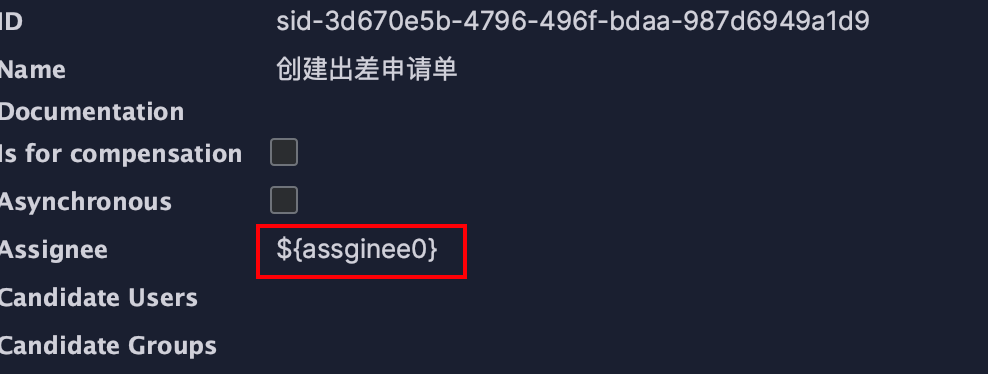 ID sid-3d670e5b-4796-496f-bdaa-987d6949a1d9
Name 创建出差申请单
Documentation
Is for compensation
Asynchronous
Assignee ${assginee0}
Candidate Users
Candidate Groups